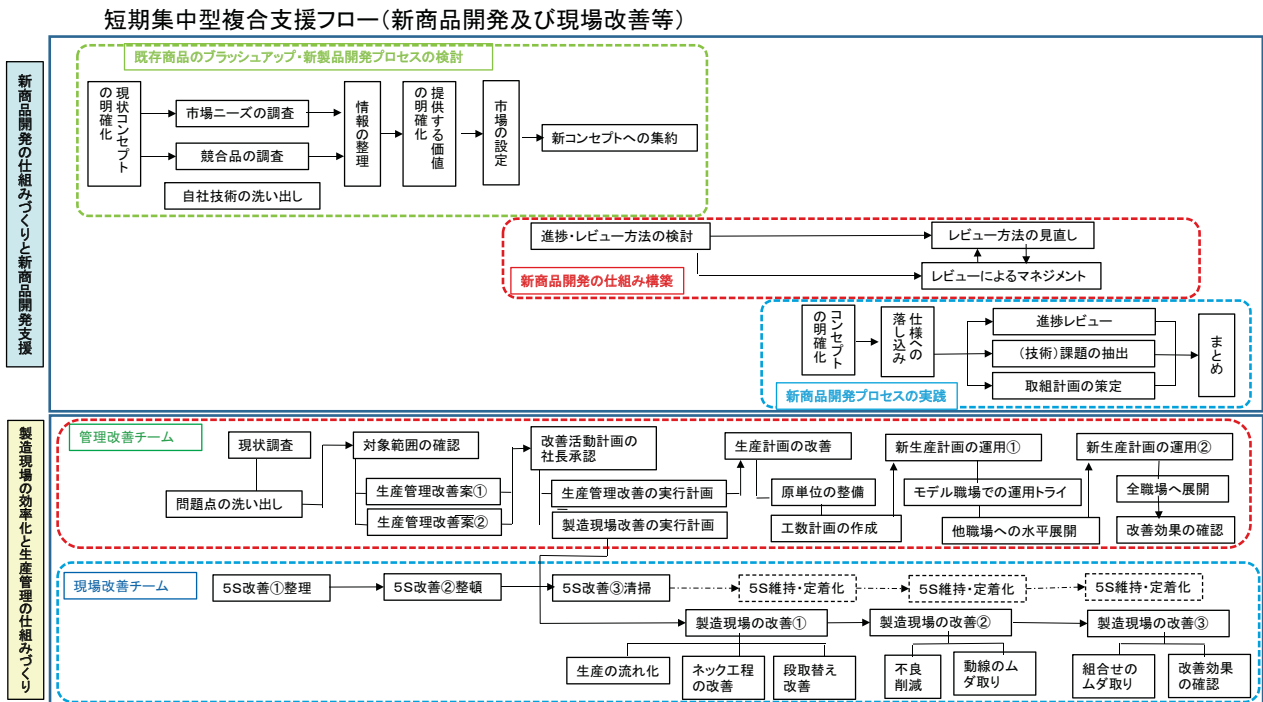 短期集中型複合支援フロー(新商品開発及び現場改善等)
新商品開発の仕組みづくりと新商品開発支援
既存商品のブラッシュアップ・新製品開発プロセスの検討
現状コンセプト
の明確化
市場ニーズの調査
競合品の調査
自社技術の洗い出し
情報の整理
提供する価値
の明確化
市場の設定
新コンセプトへの集約
進捗・レビュー方法の検討
レビュー方法の見直し
レビューによるマネジメント
新商品開発の仕組み構築
コンセプト
の明確化
仕様への
落し込み
進捗レビュー
(技術)課題の抽出
取組計画の策定
まとめ
新商品開発プロセスの実践
製造現場の効率化と生産管理の仕組みづくり
管理改善チーム
現状調査
問題点の洗い出し
対象範囲の確認
生産管理改善案①
生産管理改善案②
改善活動計画の
社長承認
生産管理改善の実行計画
製造現場改善の実行計画
生産計画の改善
原単位の整備
工数計画の作成
新生産計画の運用①
モデル職場での運用トライ
他職場への水平展開
新生産計画の運用②
全職場へ展開
改善効果の確認
現場改善チーム
5S改善①整理
5S改善②整頓
5S改善③清掃
5S維持・定着化
5S維持・定着化
5S維持・定着化
製造現場の改善①
製造現場の改善②
製造現場の改善③
生産の流れ化
ネック工程
の改善
段取替え
改善
不良
削減
動線のム
ダ取り
組合せの
ムダ取り
改善効果
の確認